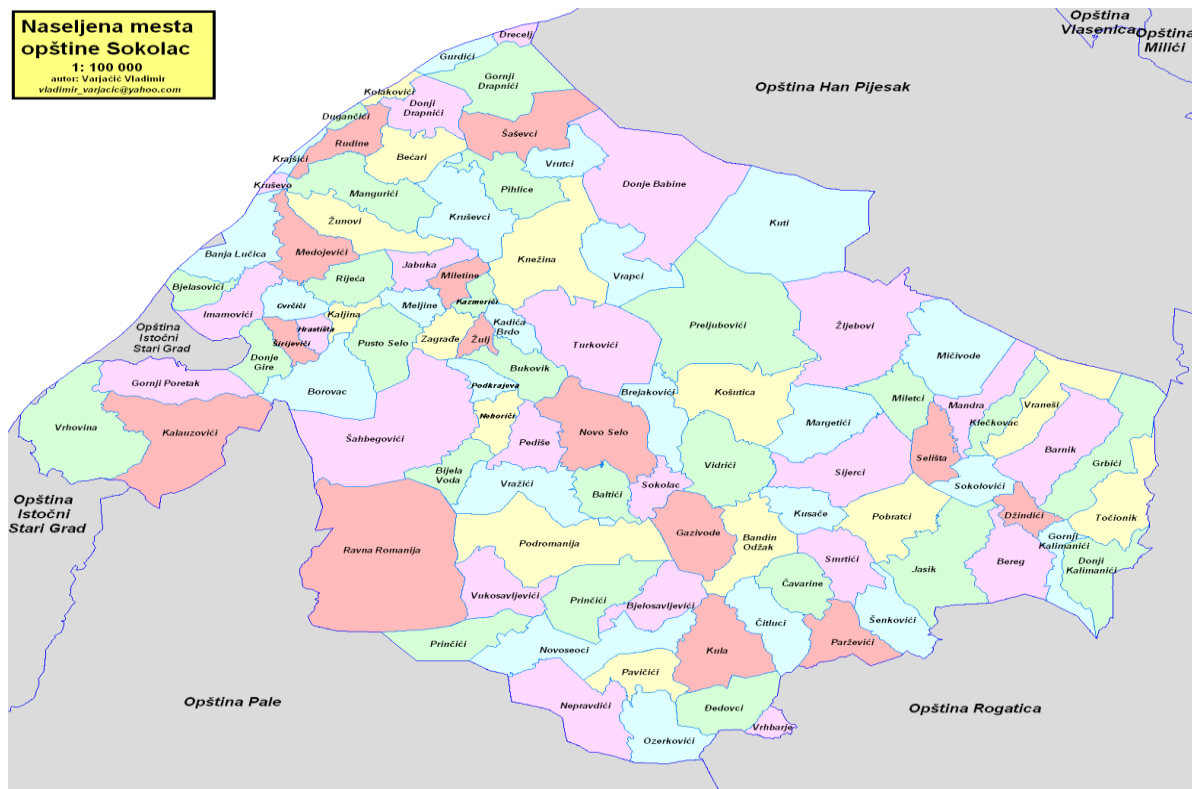 Naseljena mesta
opštine Sokolac
1: 100 000
autor: Varjačić Vladimir
vladimir_varjacic@yahoo.com
Opština
Vlasenica
Opština
Milići
Opština Han Pijesak
Drecelj
Gurdići
Gornji
Drapnići
Kolakovići
Donji
Drapnići
Dugančići
Rudine
Šaševci
Krajšići
Bećari
Vrutci
Kruševo
Mangurići
Pihlice
Donje Babine
Žunovi
Kruševci
Kuti
Banja Lučica
Medojevići
Jabuka
Knežina
Vrapci
Rijeća
Miletine
Bjelasovići
Imamovići
Cvrčići
Meljine
Kazmerići
Kaljina
Hrastišta
Širijevići
Pusto Selo
Zagrađe
Žulj
Kadića
Brdo
Turkovići
Preljubovići
Žljebovi
Mičivode
Opština
Istočni
Stari Grad
Donje
Gire
Gornji Poretak
Borovac
Bukovik
Podkrajeva
Brejakovići
Košutica
Miletci
Mandra
Vraneši
Klečkovac
Vrhovina
Kalauzovići
Šahbegovići
Nehorići
Pediše
Novo Selo
Margetići
Barnik
Selišta
Sijerci
Vidrići
Grbići
Bijela
Voda
Vražići
Baltići
Sokolac
Sokolovići
Opština
Istočni
Stari Grad
Kusače
Pobratci
Džindići
Točionik
Ravna Romanija
Podromanija
Gazivode
Bandin
Odžak
Gornji
Kalimanići
Smrtići
Jasik
Bereg
Donji
Kalimanići
Vukosavljevići
Prinčići
Bjelosavljevići
Čavarine
Čitluci
Šenkovići
Prinčići
Novoseoci
Kula
Parževići
Pavičići
Nepravdići
Đedovci
Vrhbarje
Ozerkovići
Opština Pale
Opština Rogatica